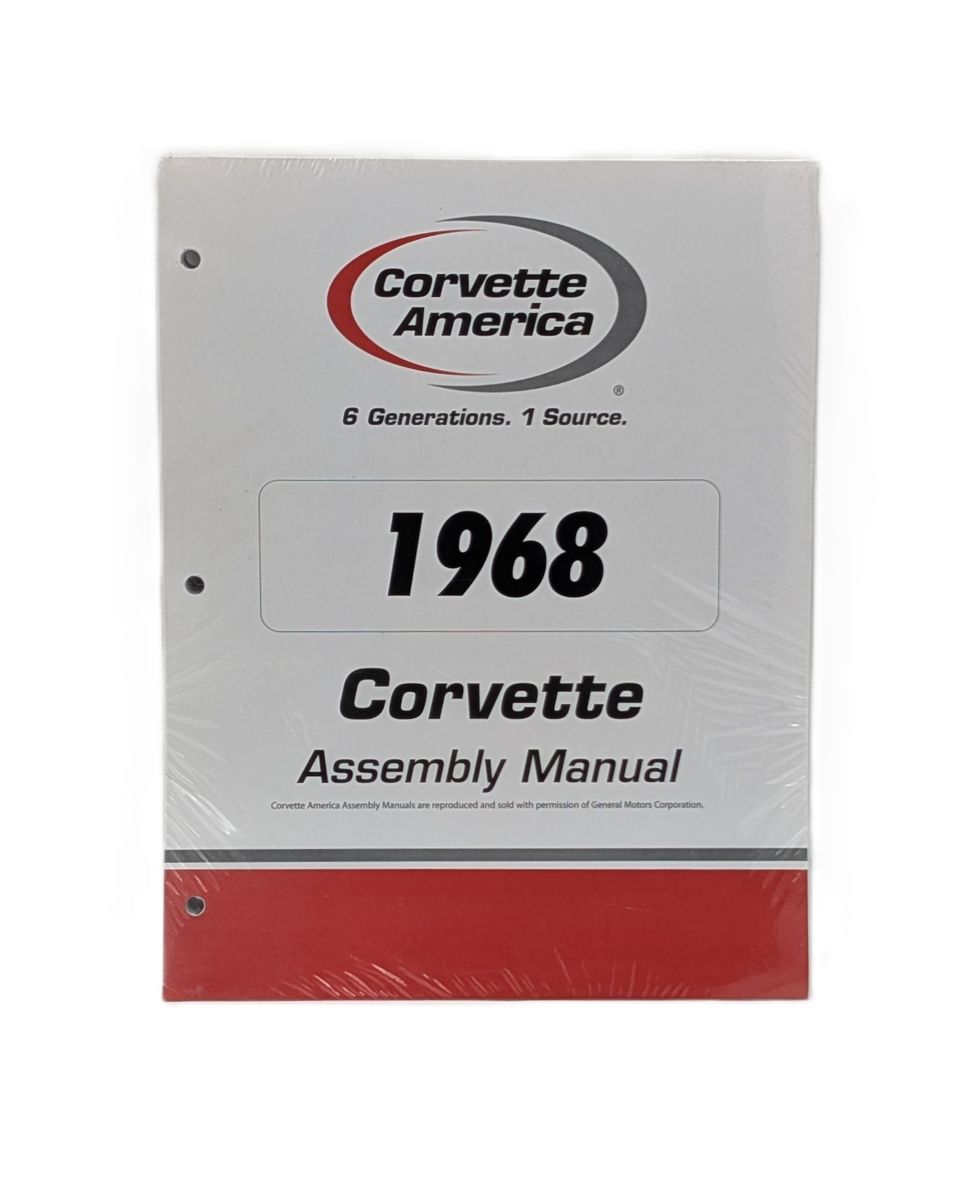 Corvette
America
®
6 Generations. 1 Source.
1968
Corvette
Assembly Manual
Corvette America Assembly Manuals are reproduced and sold with permission of General Motors Corporation.